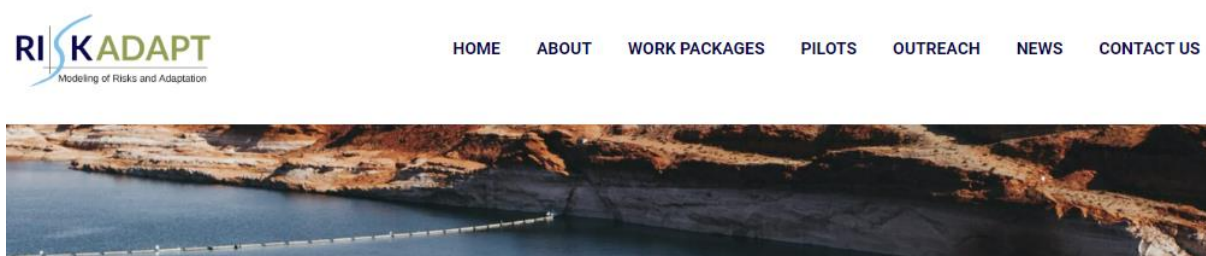 RISKADAPT
Modeling of Risks and Adaptation
HOME ABOUT WORK PACKAGES PILOTS OUTREACH NEWS CONTACT US